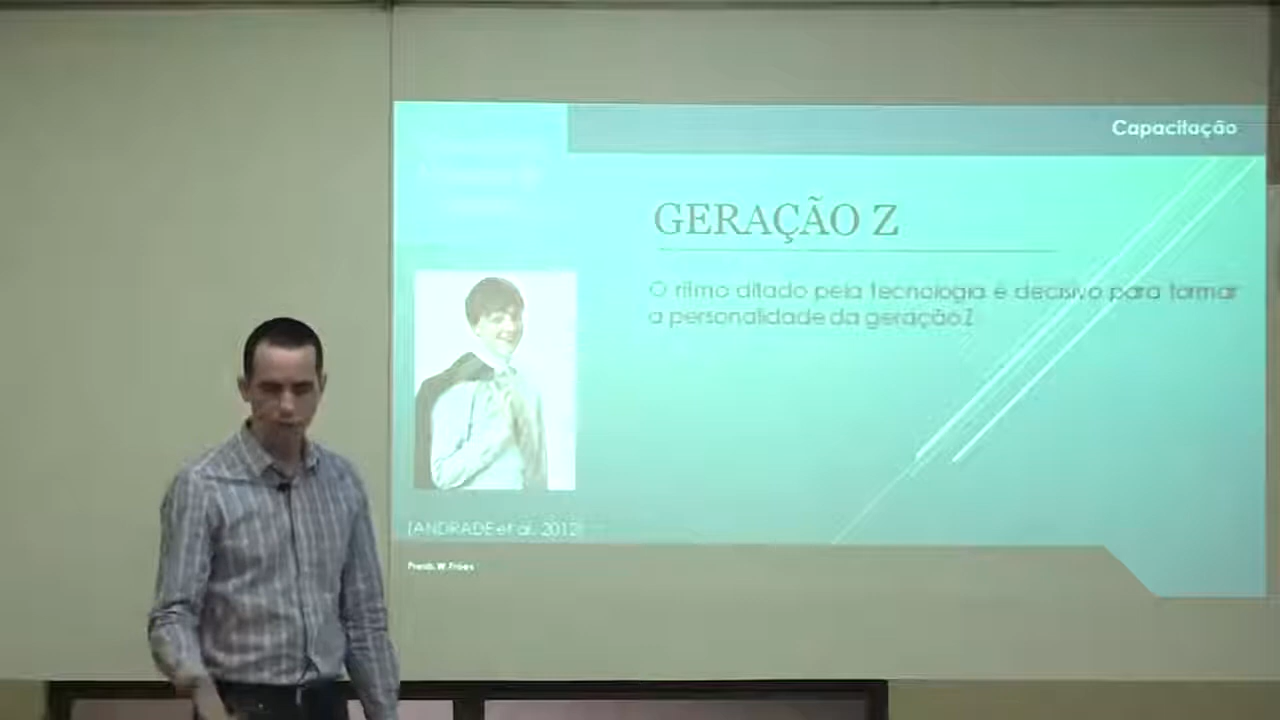 Capacitação
GERAÇÃO Z
O ritmo ditado pela tecnologia é decisivo para formar
a personalidade da geração Z
(ANDRADE et al., 2012)